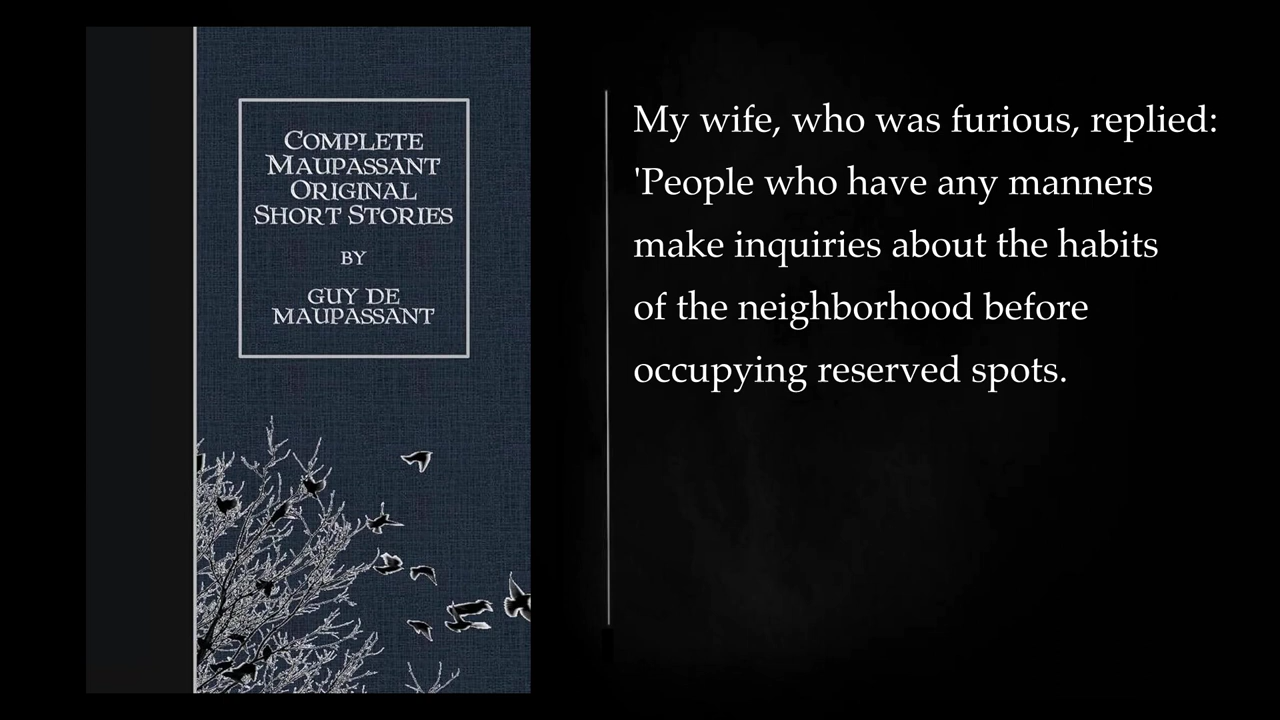 COMPLETE
MAUPASSANT
ORIGINAL
SHORT STORIES
BY
GUY DE
MAUPASSANT
My wife, who was furious, replied:
'People who have any manners
make inquiries about the habits
of the neighborhood before
occupying reserved spots.